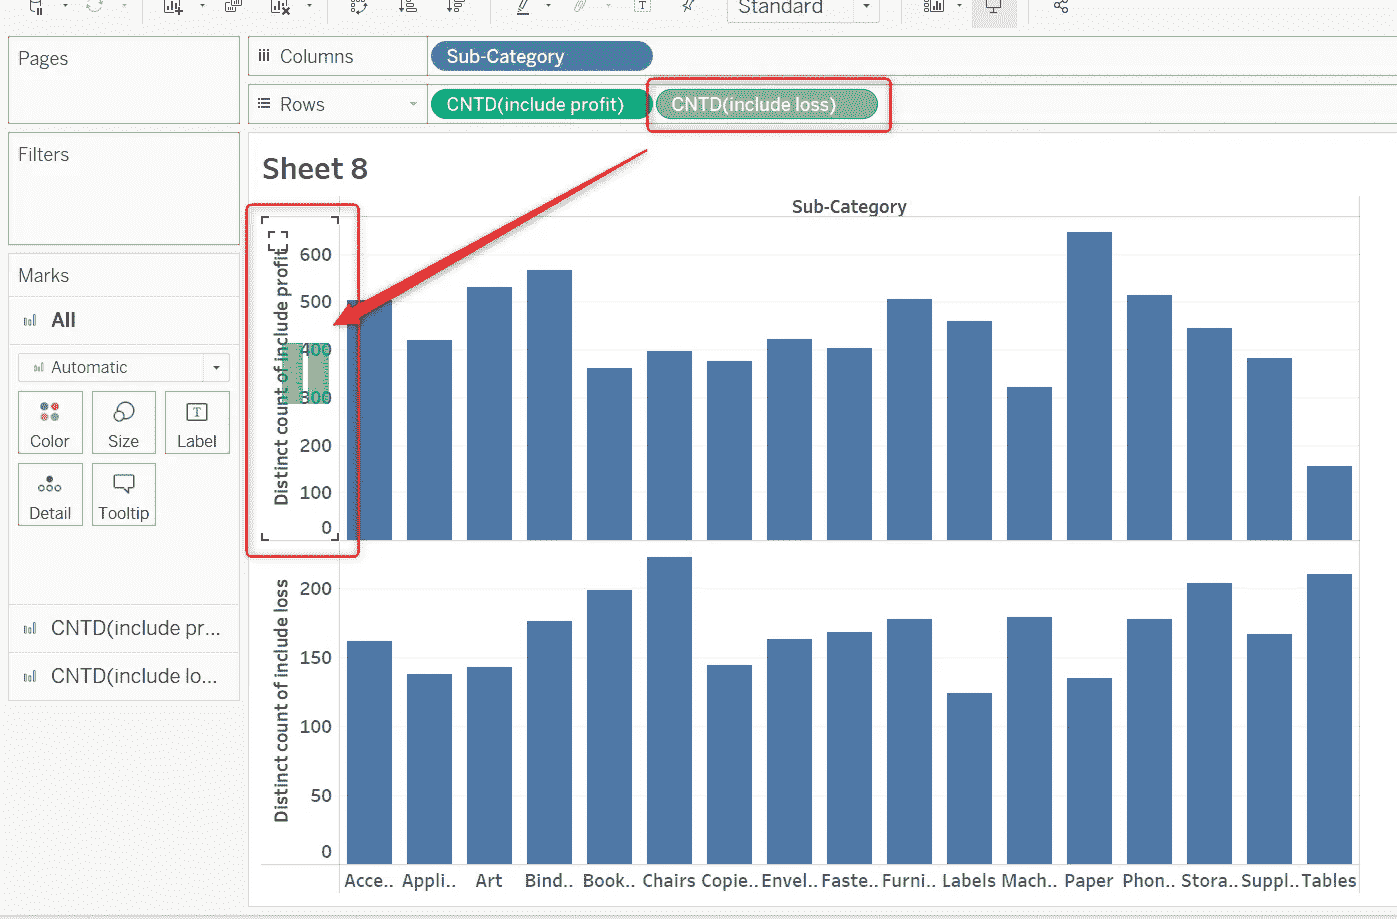 Standard
Pages
Columns
Sub-Category
Rows
CNTD(include profit)
CNTD(include loss)
Filters
Sheet 8
Sub-Category
Marks
All
Automatic
Color
Size
T
Label
Detail
Tooltip
CNTD(include pr...
CNTD(include lo...
Distinct count of include profit
600
500
400
300
200
100
0
Distinct count of include loss
200
150
100
50
0
Acce.. Appli.. Art Bind.. Book.. Chairs Copie.. Envel.. Faste.. Furni.. Labels Mach.. Paper Phon.. Stora.. Suppl.. Tables